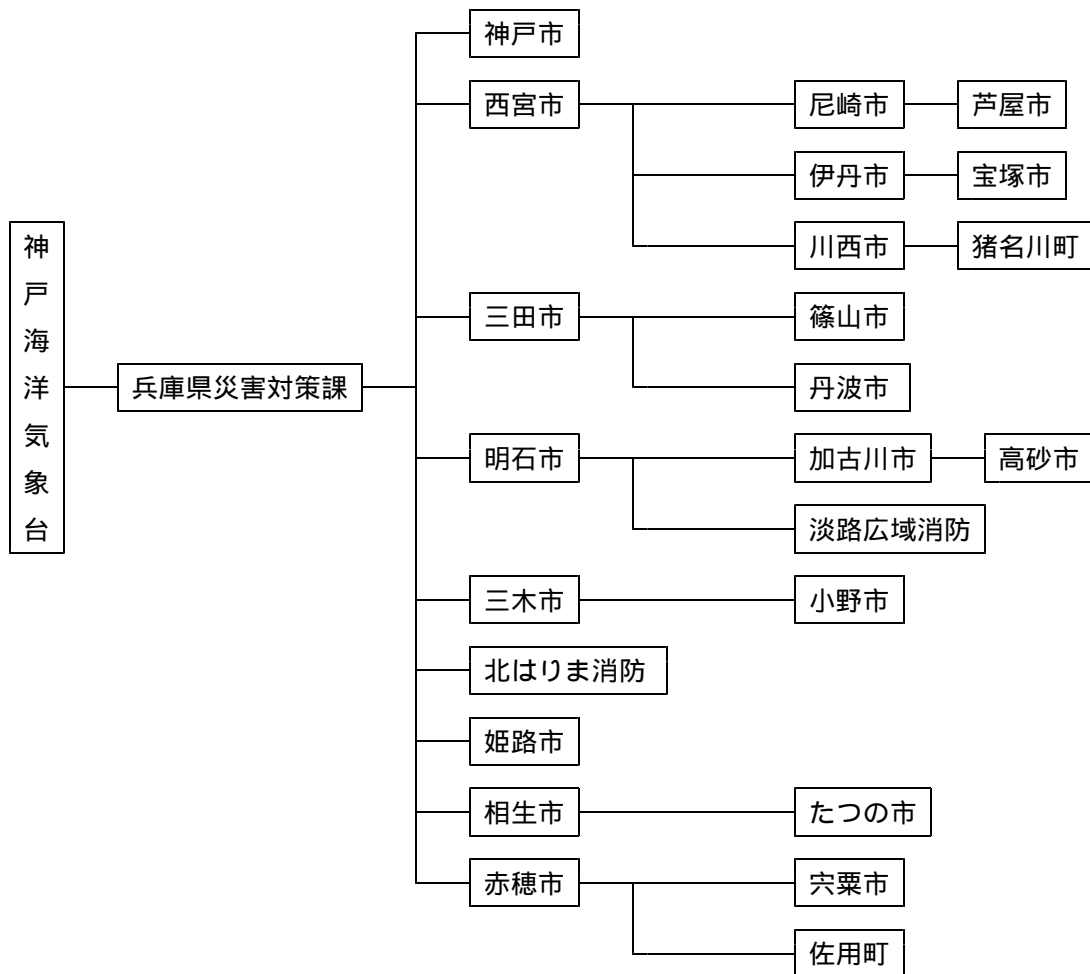 神戸市
西宮市
尼崎市
芦屋市
伊丹市
宝塚市
川西市
猪名川町
神戸海洋気象台
兵庫県災害対策課
三田市
篠山市
丹波市
明石市
加古川市
高砂市
淡路広域消防
三木市
小野市
北はりま消防
姫路市
相生市
たつの市
赤穂市
宍粟市
佐用町